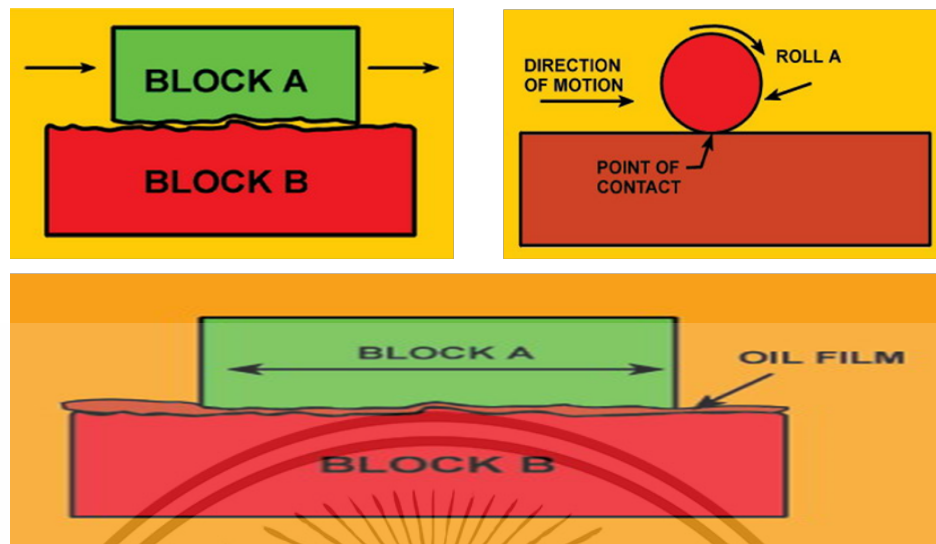 BLOCK A
BLOCK B
DIRECTION
OF MOTION
ROLL A
POINT OF
CONTACT
BLOCK A
OIL FILM
BLOCK B